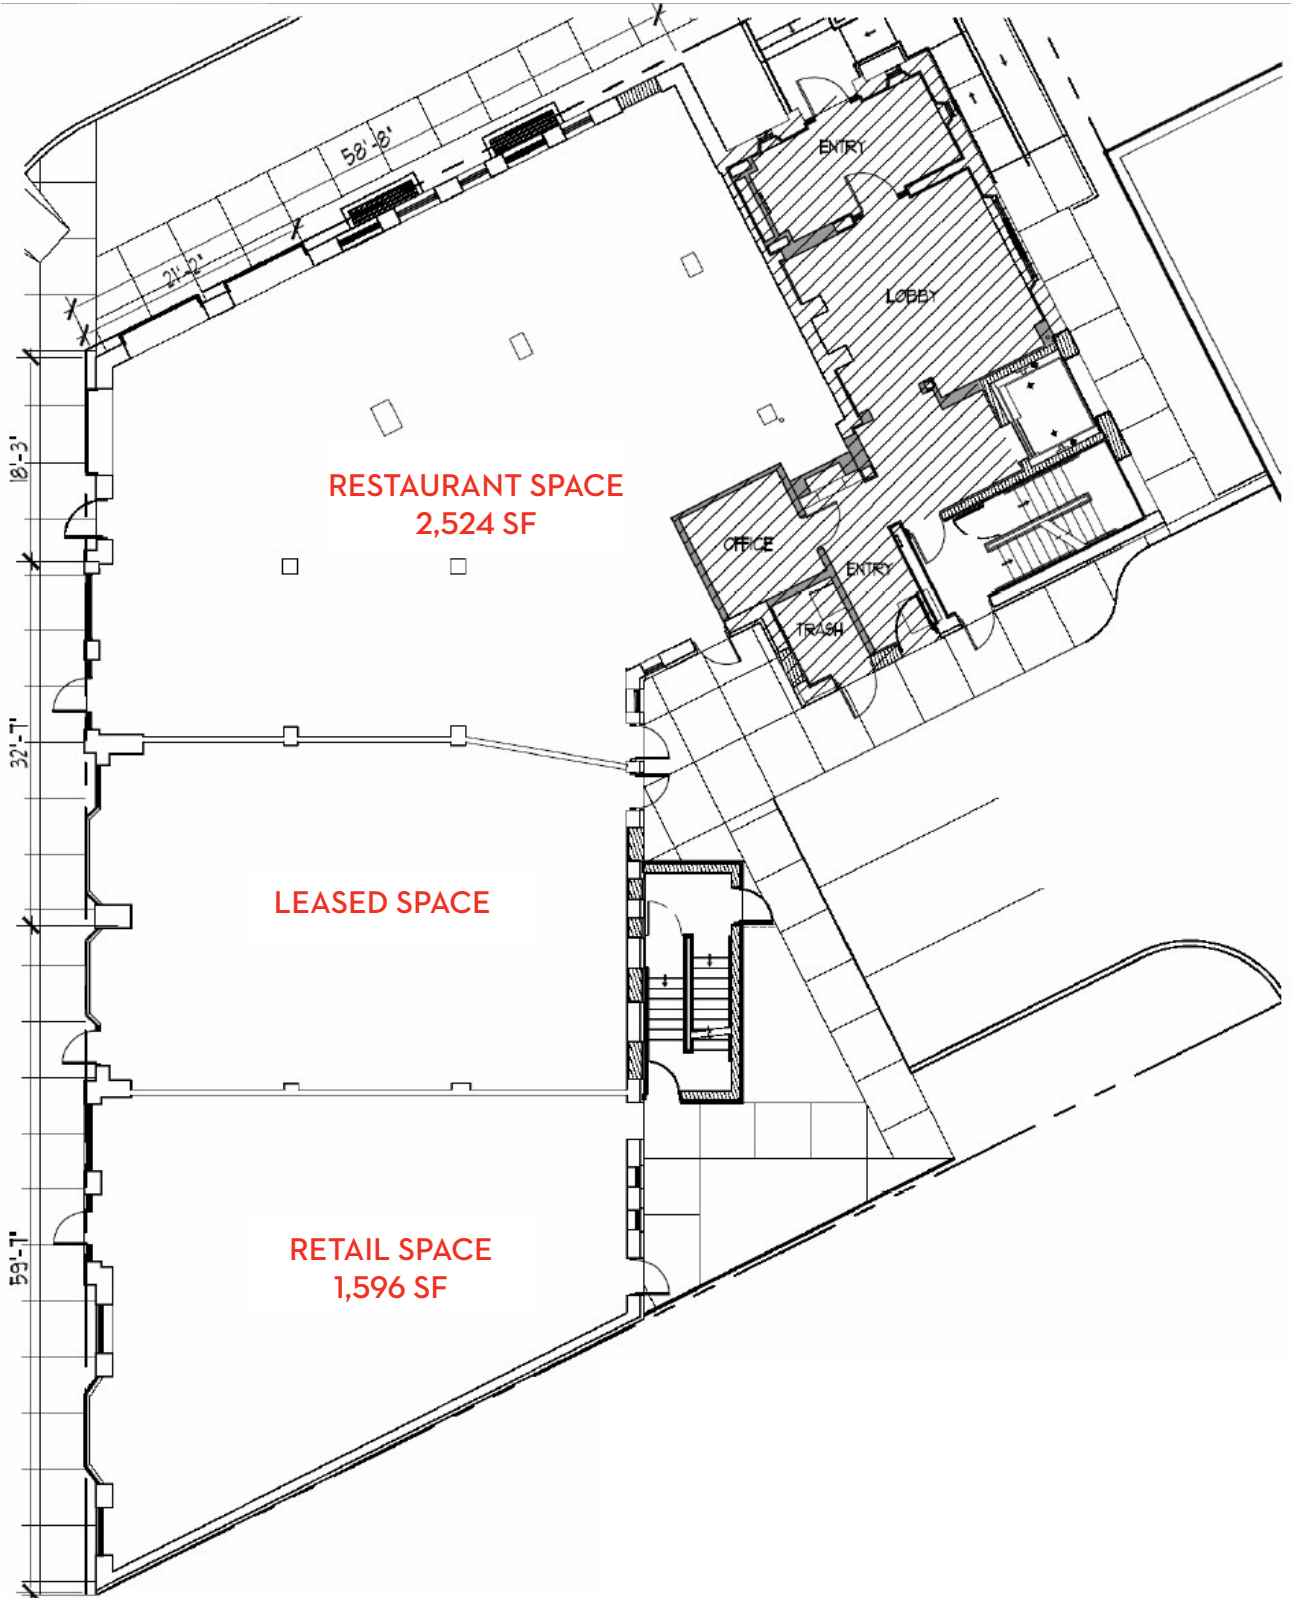 58'-8"
ENTRY
21'-2"
LOBBY
18'-3"
RESTAURANT SPACE
2,524 SF
OFFICE
ENTRY
TRASH
32'-7"
LEASED SPACE
RETAIL SPACE
1,596 SF
59'-7"